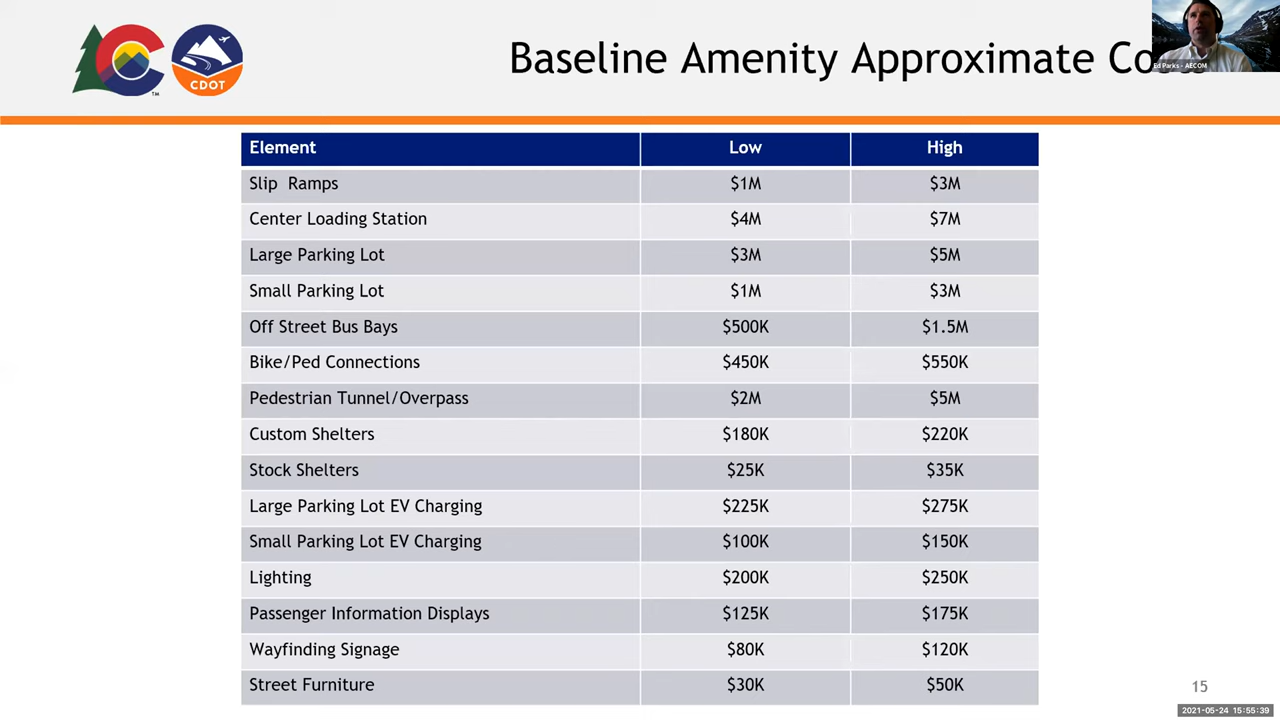 CDOT
TM
Baseline Amenity Approximate
Ed Parks - AECOM
Element Low High
Slip Ramps $1M $3M
Center Loading Station $4M $7M
Large Parking Lot $3M $5M
Small Parking Lot $1M $3M
Off Street Bus Bays $500K $1.5M
Bike/Ped Connections $450K $550K
Pedestrian Tunnel/Overpass $2M $5M
Custom Shelters $180K $220K
Stock Shelters $25K $35K
Large Parking Lot EV Charging $225K $275K
Small Parking Lot EV Charging $100K $150K
Lighting $200K $250K
Passenger Information Displays $125K $175K
Wayfinding Signage $80K $120K
Street Furniture $30K $50K
15
2021-05-24 15:55:39